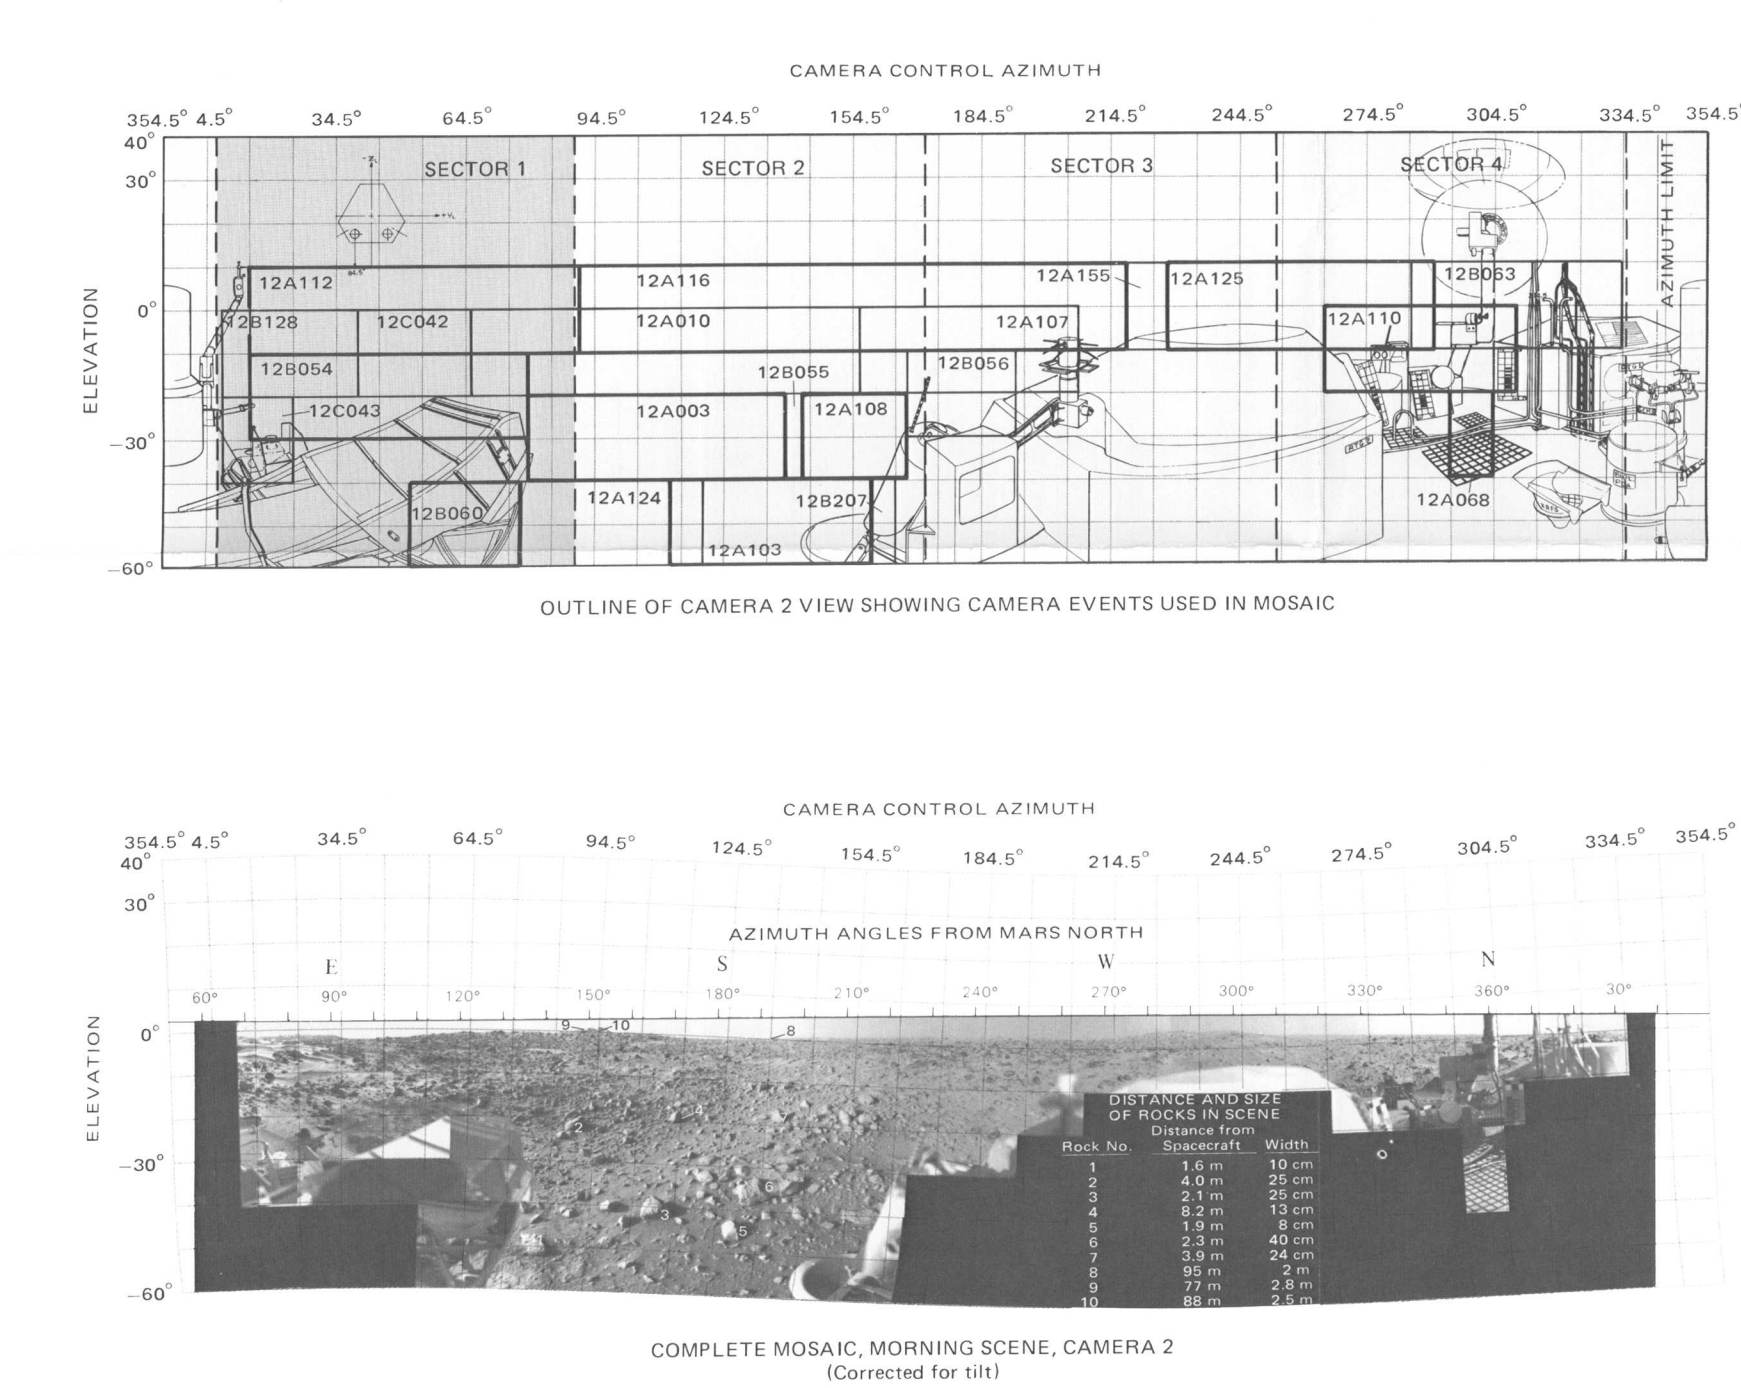 CAMERA CONTROL AZIMUTH
354.5° 4.5° 34.5° 64.5° 94.5° 124.5° 154.5° 184.5° 214.5° 244.5° 274.5° 304.5° 334.5° 354.5°
40°
SECTOR 1 SECTOR 2 SECTOR 3 SECTOR 4
30°
AZIMUTH LIMIT
ELEVATION
12A112 12A116 12A155 12A125 12B063
0°
12B128 12C042 12A010 12A107 12A110
12B054 12B055 12B056
12C043 12A003 12A108
−30°
12B060 12A124 12B207 12A068
12A103
−60°
OUTLINE OF CAMERA 2 VIEW SHOWING CAMERA EVENTS USED IN MOSAIC
CAMERA CONTROL AZIMUTH
354.5° 4.5° 34.5° 64.5° 94.5° 124.5° 154.5° 184.5° 214.5° 244.5° 274.5° 304.5° 334.5° 354.5°
40°
30°
AZIMUTH ANGLES FROM MARS NORTH
E S W N
60° 90° 120° 150° 180° 210° 240° 270° 300° 330° 360° 30°
ELEVATION
0°
9 10 8
4 7
2
−30°
6
3 5
1
−60°
DISTANCE AND SIZE
OF ROCKS IN SCENE
Distance from
Rock No. Spacecraft Width
1 1.6 m 10 cm
2 4.0 m 25 cm
3 2.1 m 25 cm
4 8.2 m 13 cm
5 1.9 m 8 cm
6 2.3 m 40 cm
7 3.9 m 24 cm
8 95 m 2 m
9 77 m 2.8 m
10 88 m 2.5 m
COMPLETE MOSAIC, MORNING SCENE, CAMERA 2
(Corrected for tilt)